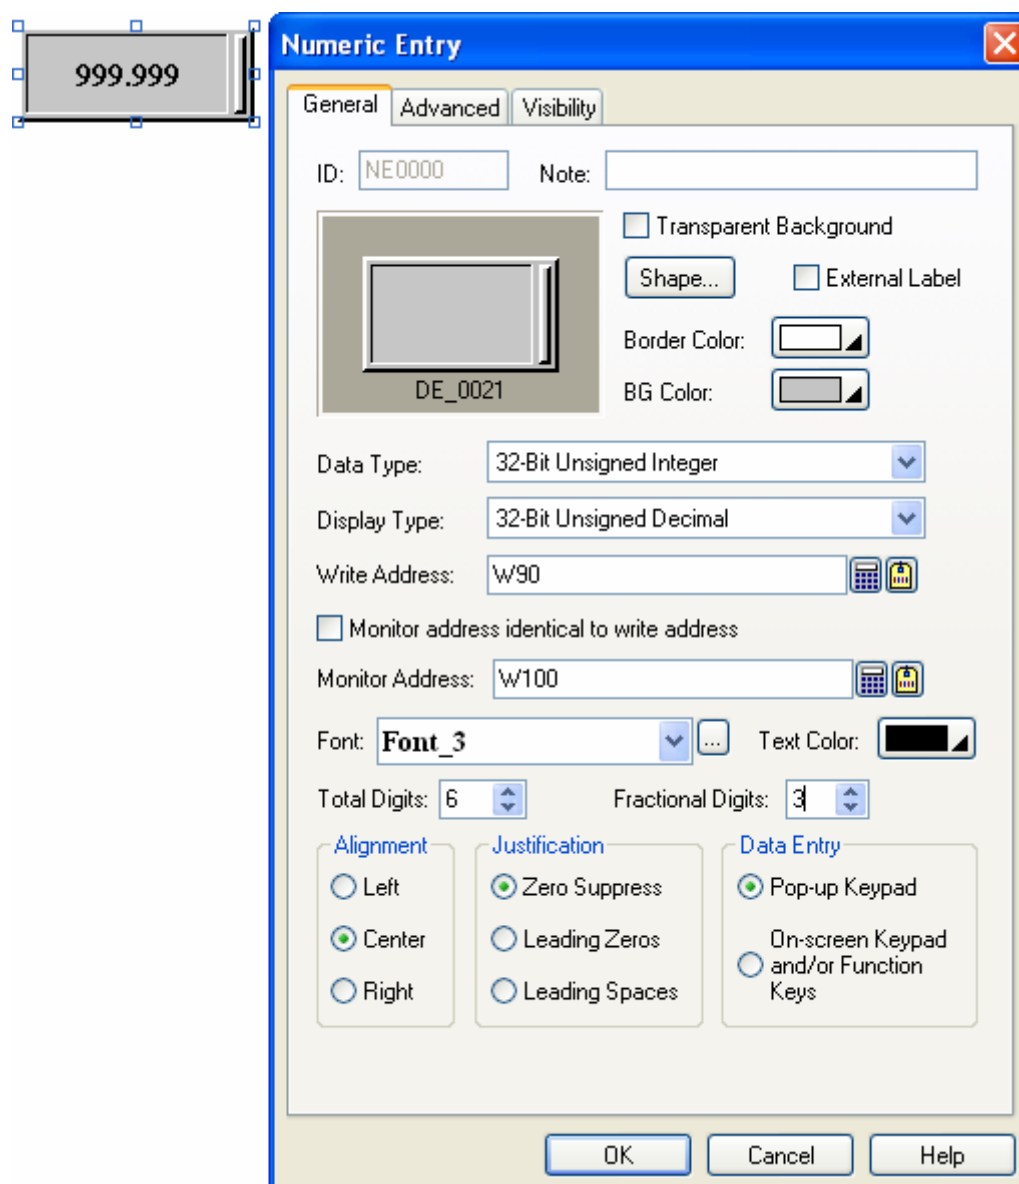 999.999
Numeric Entry
General Advanced Visibility
ID: NE0000 Note:
Transparent Background
Shape... External Label
Border Color:
DE_0021 BG Color:
Data Type: 32-Bit Unsigned Integer
Display Type: 32-Bit Unsigned Decimal
Write Address: W90
Monitor address identical to write address
Monitor Address: W100
Font: Font_3 ... Text Color:
Total Digits: 6 Fractional Digits: 3
Alignment Justification Data Entry
Left Zero Suppress Pop-up Keypad
Center Leading Zeros On-screen Keypad
and/or Function
Right Leading Spaces Keys
OK Cancel Help